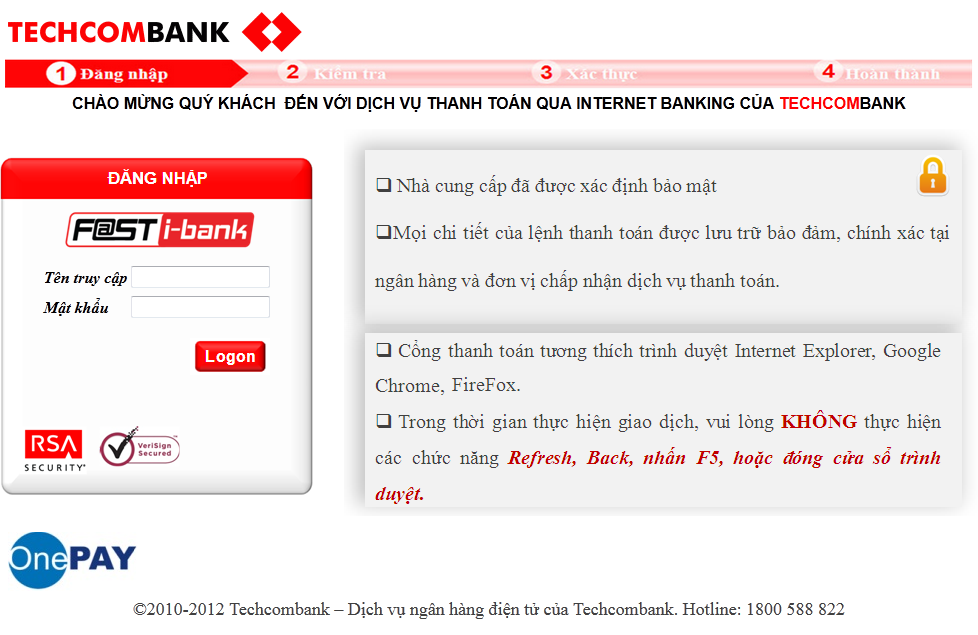 TECHCOMBANK
1 Đăng nhập 2 Kiểm tra 3 Xác thực 4 Hoàn thành
CHÀO MỪNG QUÝ KHÁCH ĐẾN VỚI DỊCH VỤ THANH TOÁN QUA INTERNET BANKING CỦA TECHCOMBANK
ĐĂNG NHẬP
F@ST i-bank
Tên truy cập
Mật khẩu
Logon
RSA
SECURITY
VeriSign
Secured
❑ Nhà cung cấp đã được xác định bảo mật
❑Mọi chi tiết của lệnh thanh toán được lưu trữ bảo đảm, chính xác tại
ngân hàng và đơn vị chấp nhận dịch vụ thanh toán.
❑ Cổng thanh toán tương thích trình duyệt Internet Explorer, Google
Chrome, FireFox.
❑ Trong thời gian thực hiện giao dịch, vui lòng KHÔNG thực hiện
các chức năng Refresh, Back, nhấn F5, hoặc đóng cửa sổ trình
duyệt.
OnePAY
©2010-2012 Techcombank – Dịch vụ ngân hàng điện tử của Techcombank. Hotline: 1800 588 822